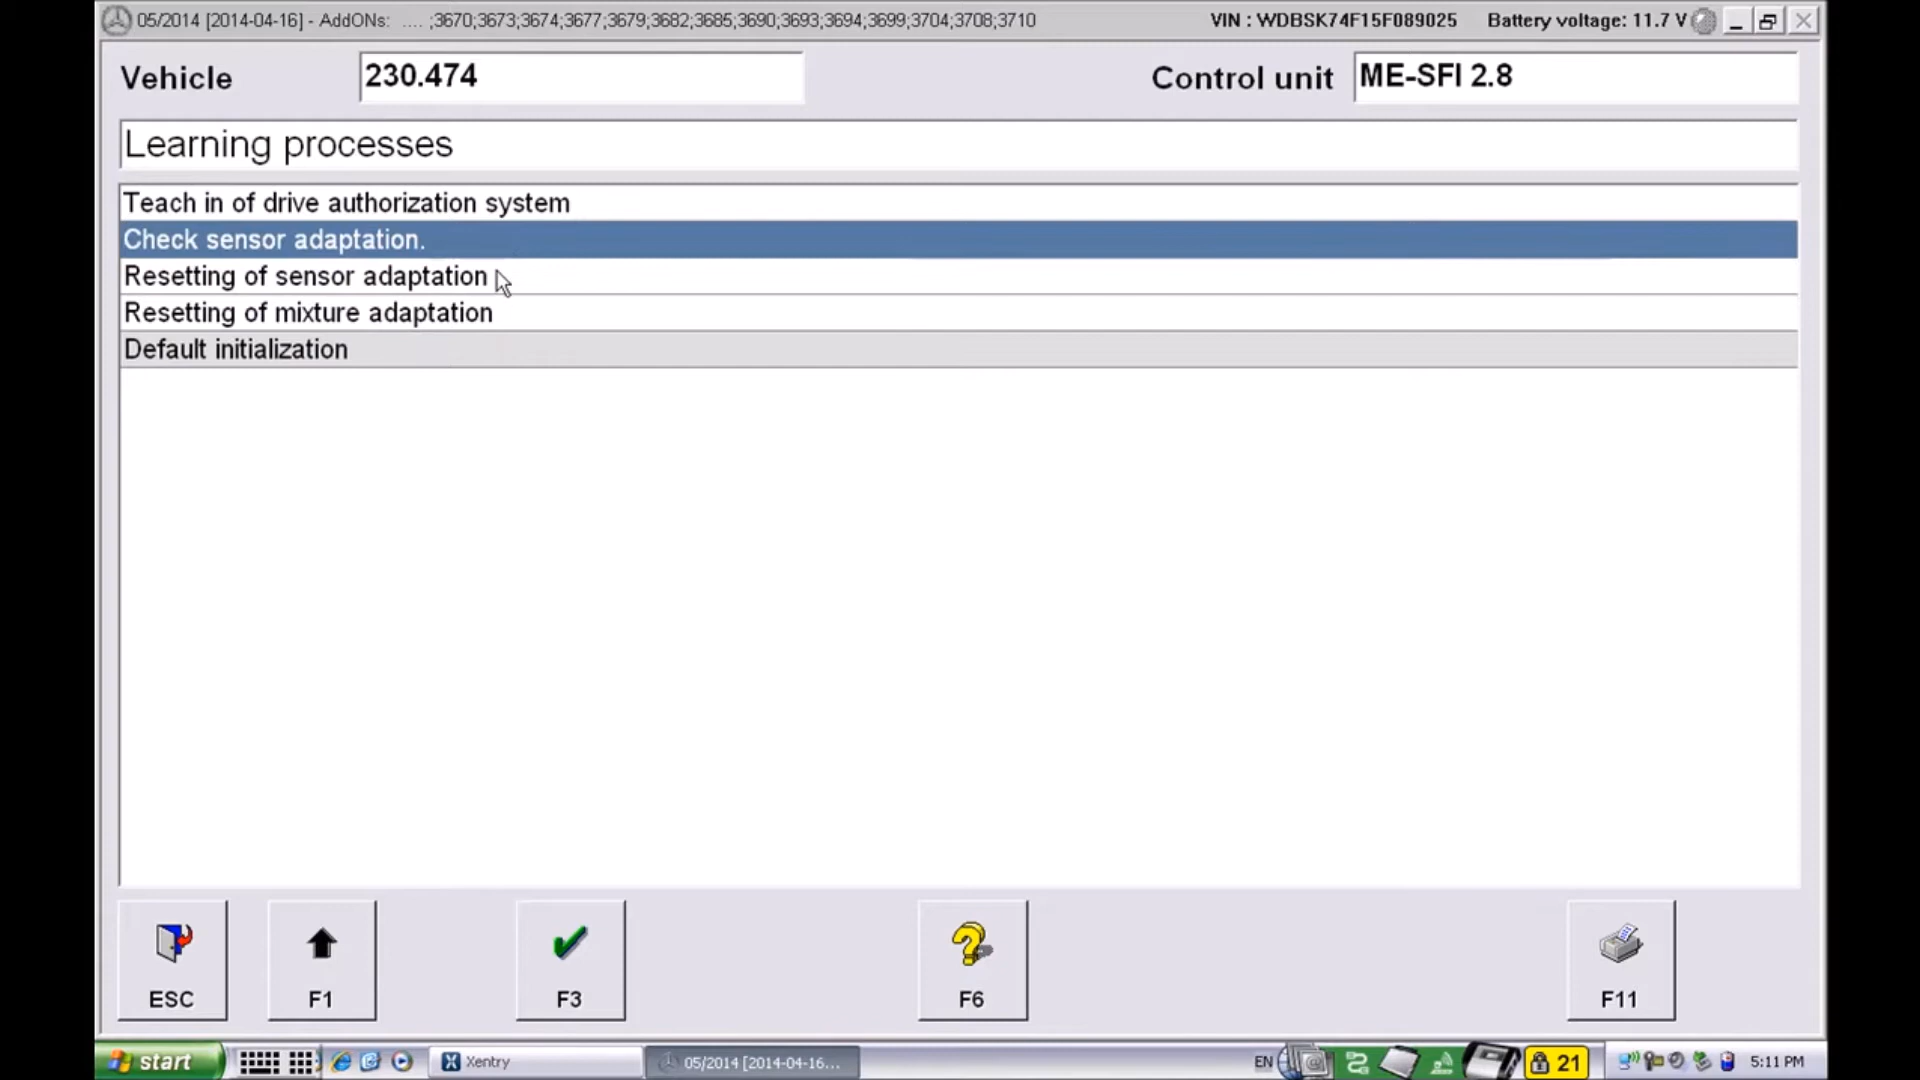 05/2014 [2014-04-16] - AddONs: .... ;3670;3673;3674;3677;3679;3682;3685;3690;3693;3694;3699;3704;3708;3710 VIN : WDBSK74F15F089025 Battery voltage: 11.7 V
Vehicle 230.474 Control unit ME-SFI 2.8
Learning processes
Teach in of drive authorization system
Check sensor adaptation.
Resetting of sensor adaptation
Resetting of mixture adaptation
Default initialization
ESC F1 F3 F6 F11
start Xentry 05/2014 [2014-04-16... EN 21 5:11 PM